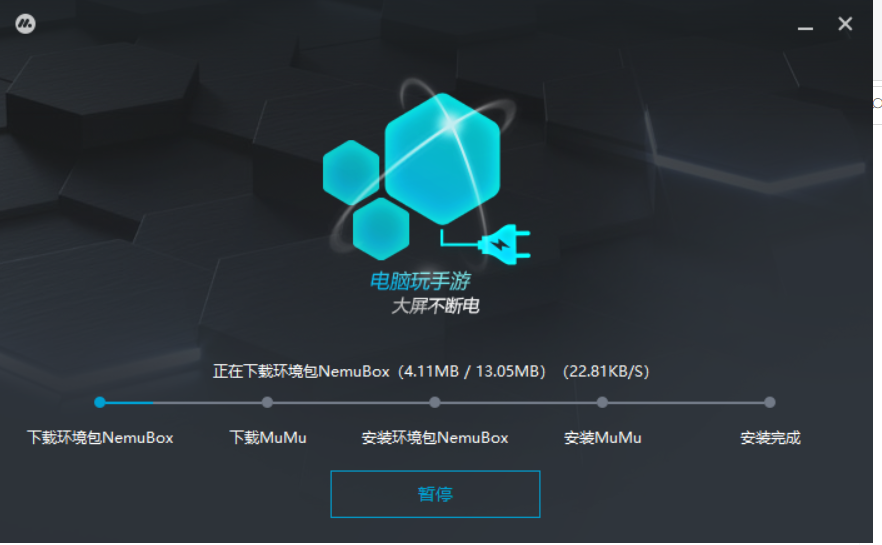 电脑玩手游
大屏不断电
正在下载环境包NemuBox（4.11MB / 13.05MB）（22.81KB/S）
下载环境包NemuBox 下载MuMu 安装环境包NemuBox 安装MuMu 安装完成
暂停